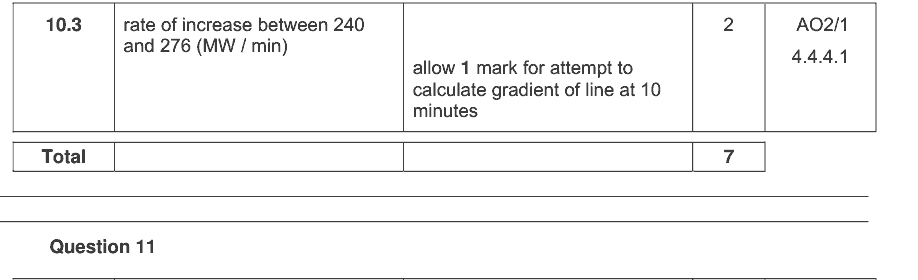 10.3 rate of increase between 240 2 AO2/1
and 276 (MW / min)
4.4.4.1
allow 1 mark for attempt to
calculate gradient of line at 10
minutes
Total 7
Question 11